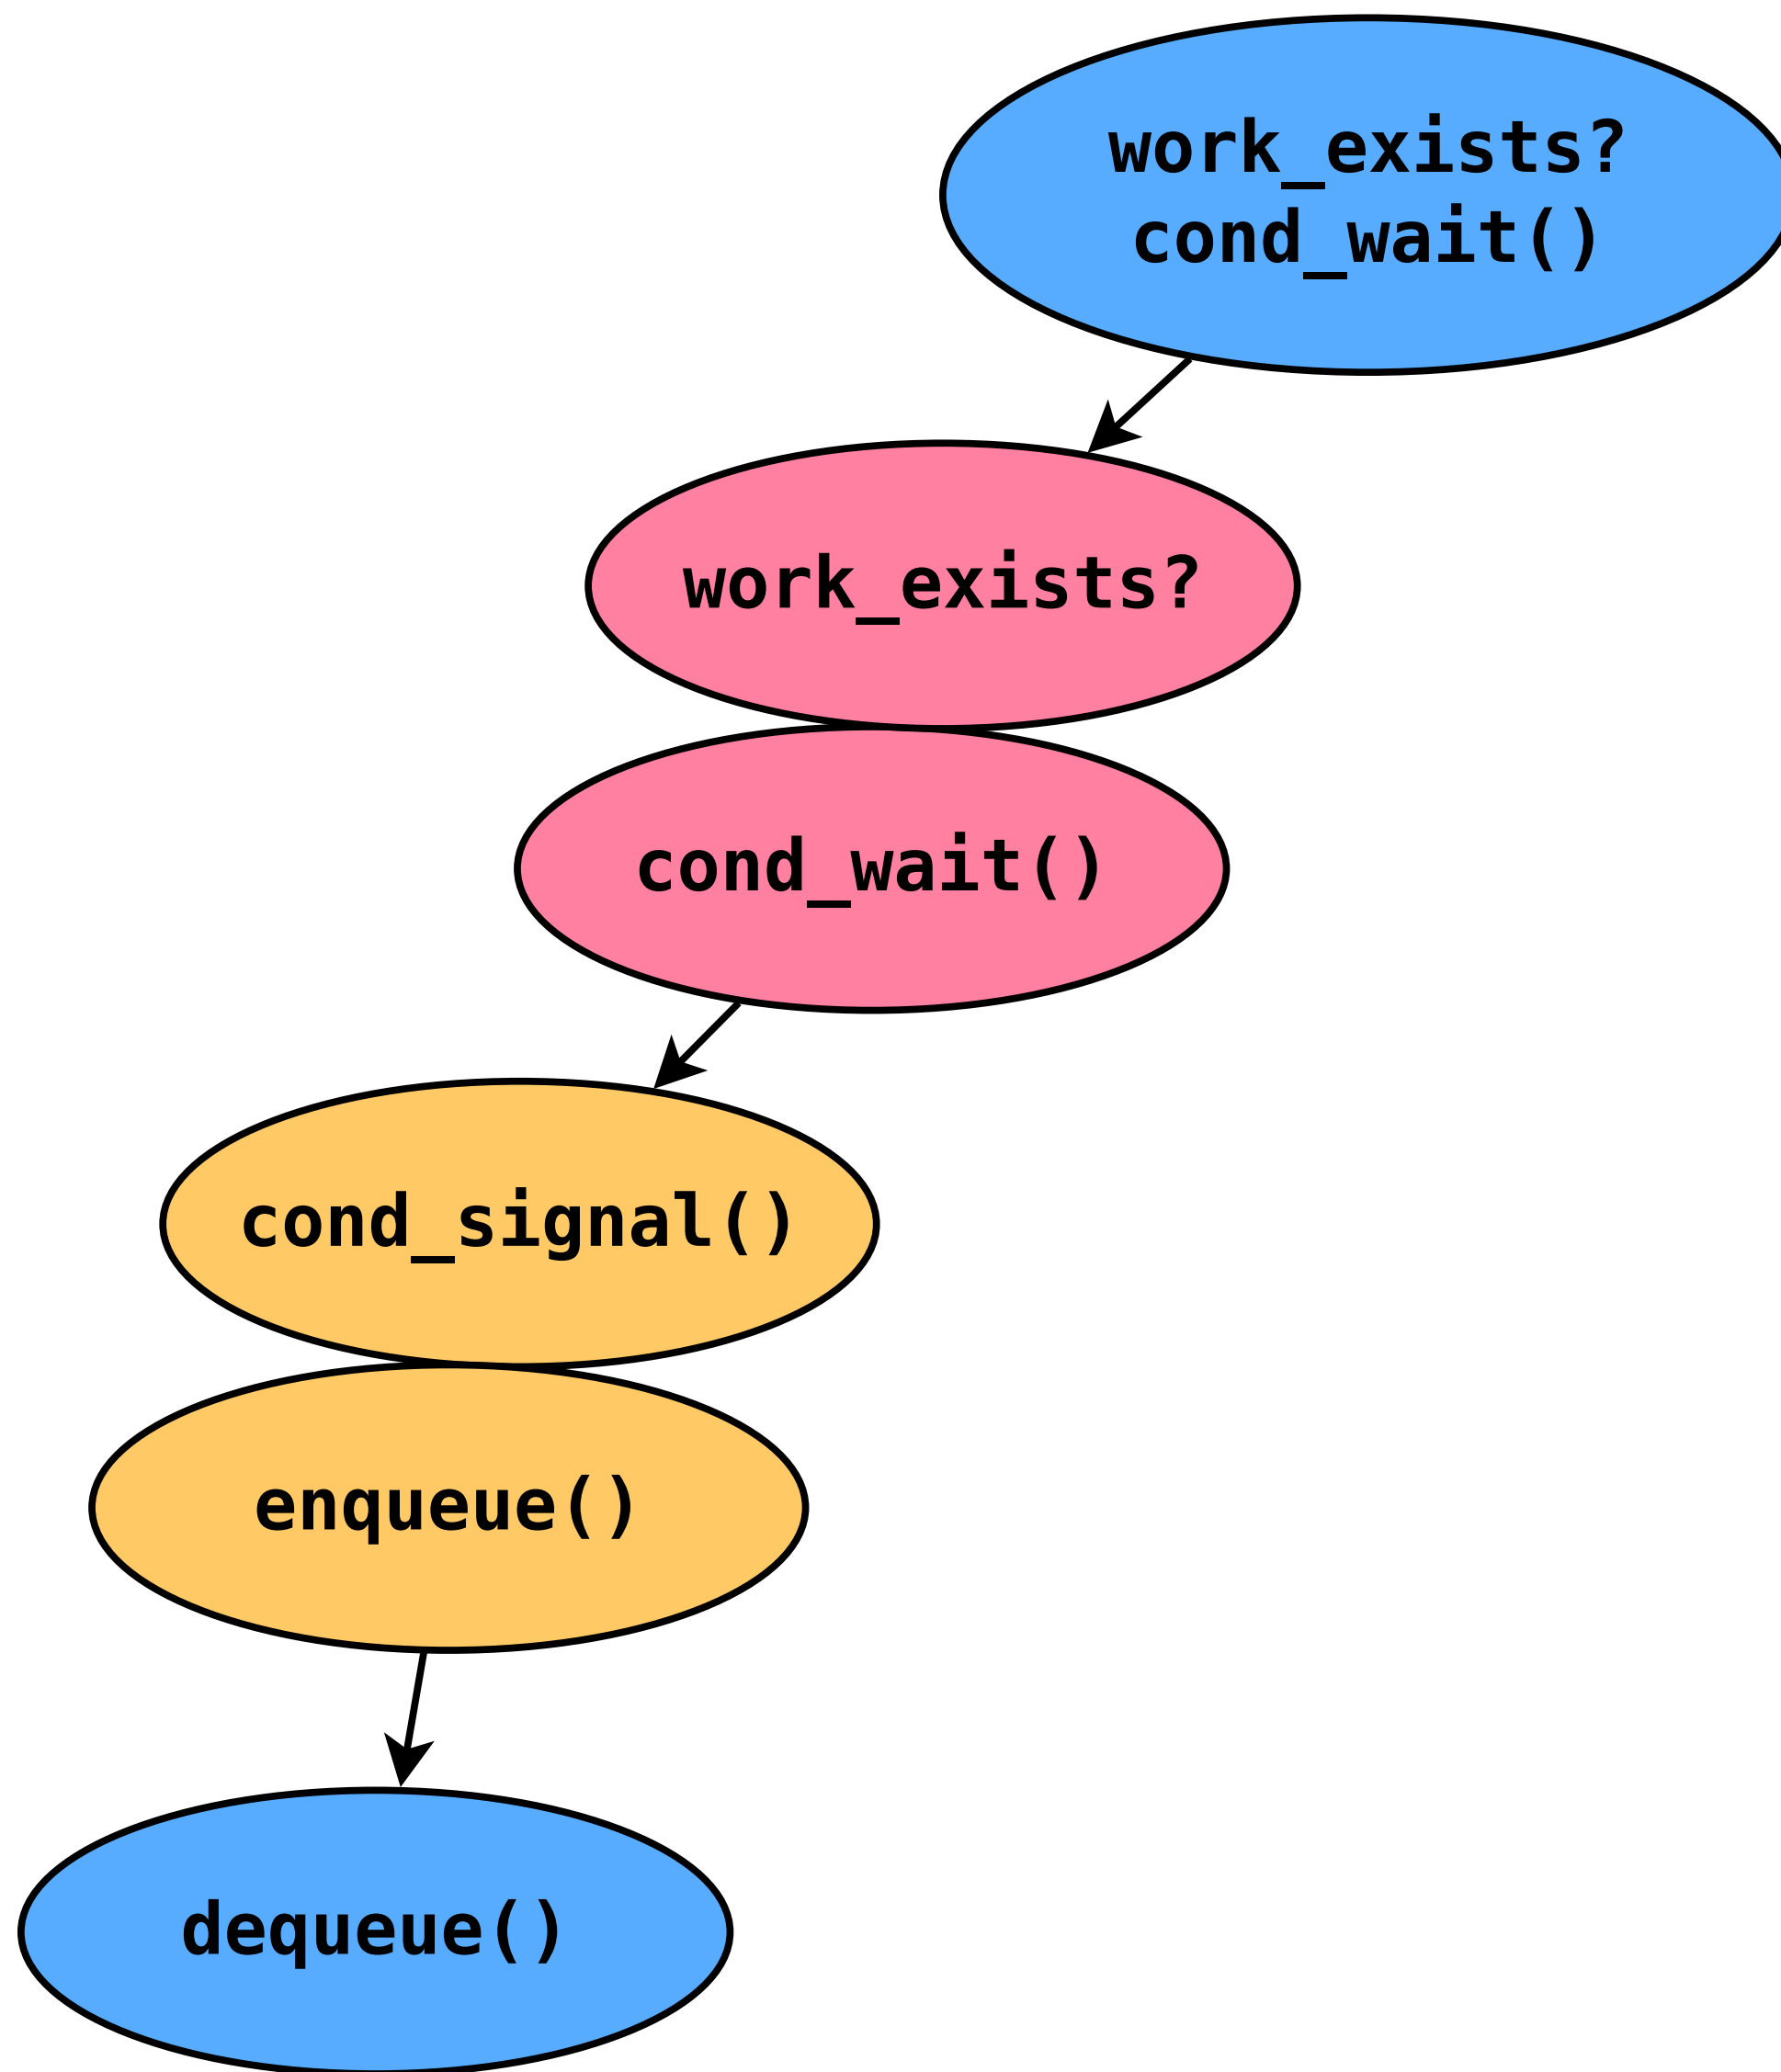 work_exists?
cond_wait()
work_exists?
cond_wait()
cond_signal()
enqueue()
dequeue()